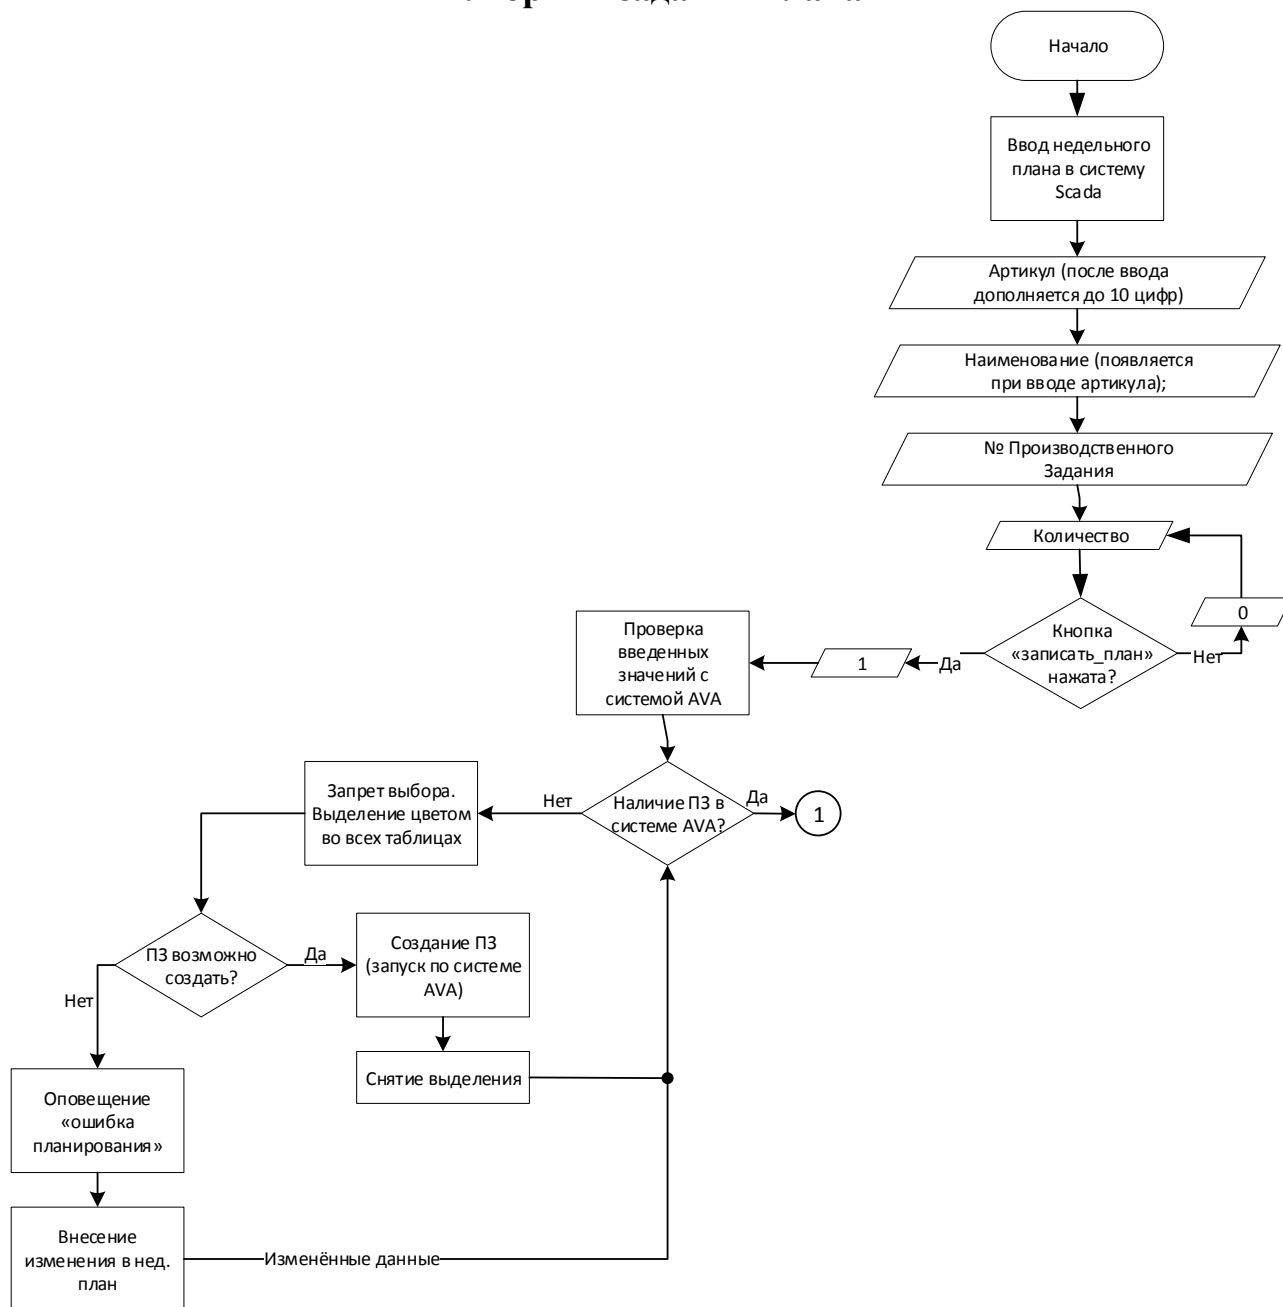 Начало
Ввод недельного
плана в систему
Scada
Артикул (после ввода
дополняется до 10 цифр)
Наименование (появляется
при вводе артикула);
№ Производственного
Задания
Количество
0
Кнопка
«записать_план»
нажата?
Нет
Да
1
Проверка
введенных
значений с
системой AVA
Наличие ПЗ в
системе AVA?
Да
1
Нет
Запрет выбора.
Выделение цветом
во всех таблицах
ПЗ возможно
создать?
Да
Создание ПЗ
(запуск по системе
AVA)
Снятие выделения
Нет
Оповещение
«ошибка
планирования»
Внесение
изменения в нед.
план
Изменённые данные